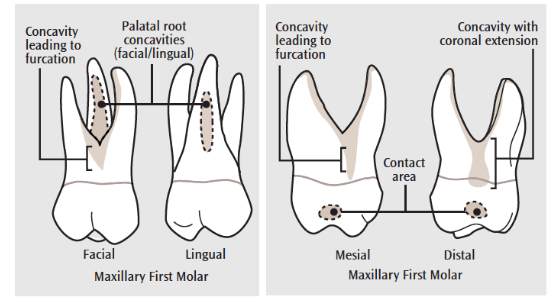 Concavity
leading to
furcation
Palatal root
concavities
(facial/lingual)
Facial
Lingual
Maxillary First Molar
Concavity
leading to
furcation
Concavity with
coronal extension
Contact
area
Mesial
Distal
Maxillary First Molar